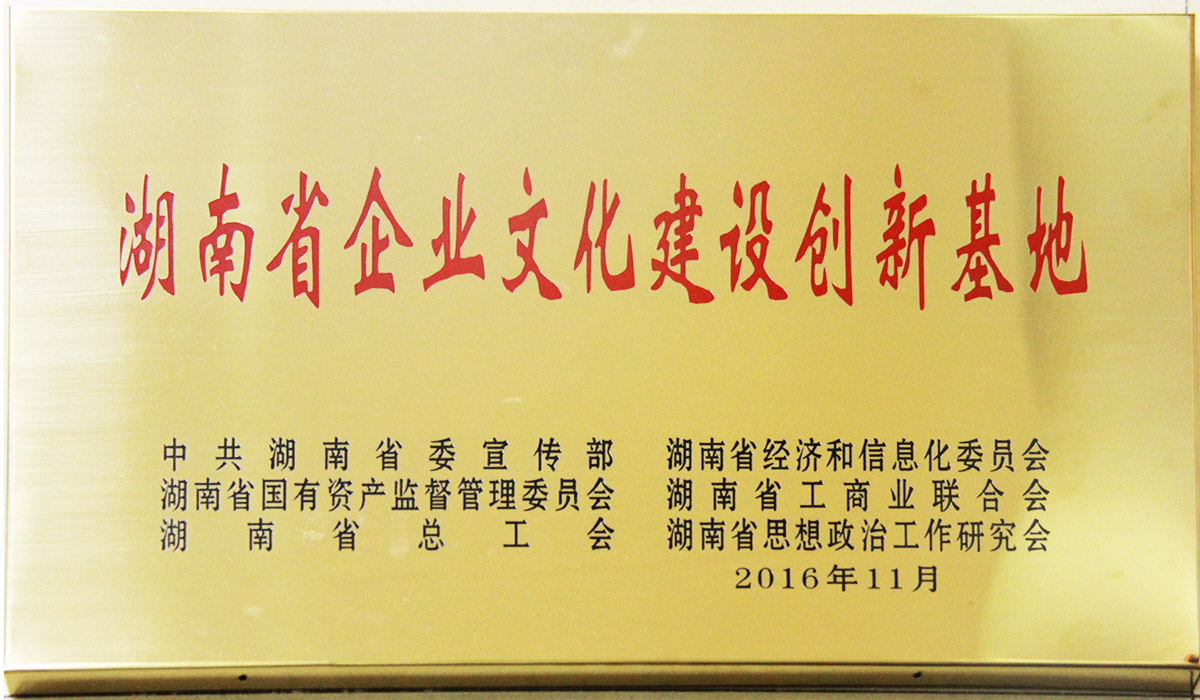 湖南省企业文化建设创新基地
中共湖南省委宣传部 湖南省经济和信息化委员会
湖南省国有资产监督管理委员会 湖南省工商业联合会
湖南省总工会 湖南省思想政治工作研究会
2016年11月